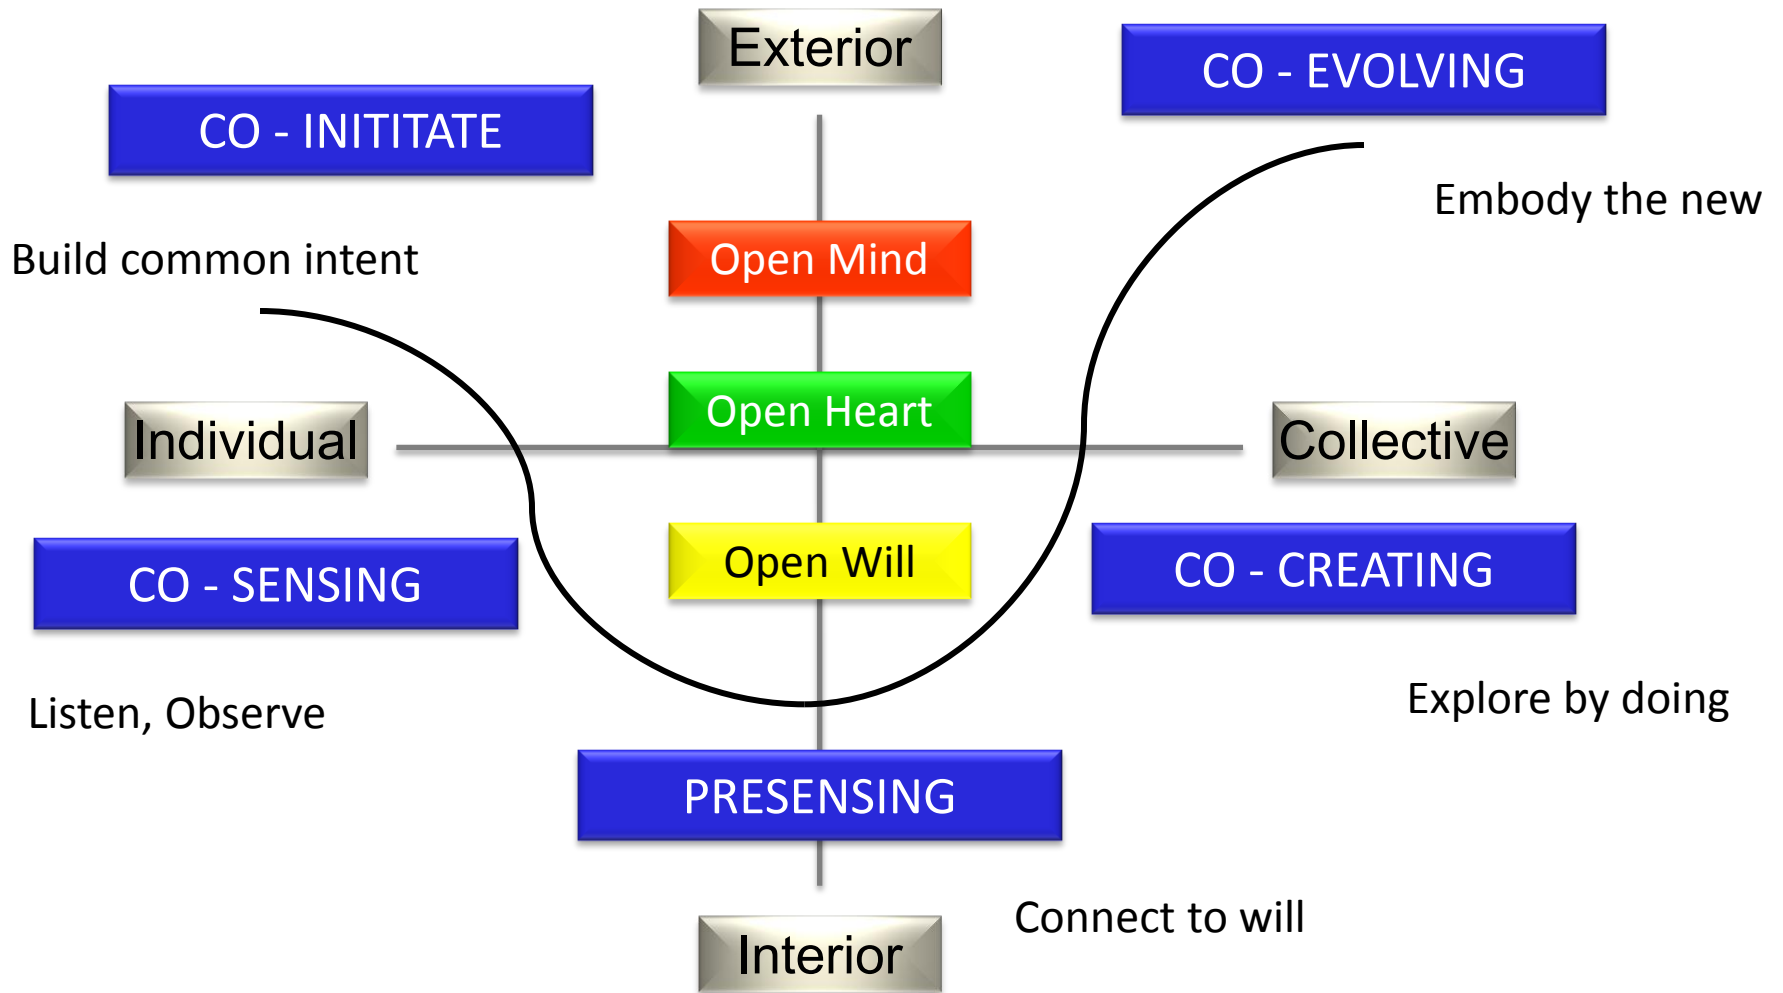 Exterior
CO - EVOLVING
CO - INITITATE
Embody the new
Build common intent
Open Mind
Open Heart
Individual
Collective
Open Will
CO - SENSING
CO - CREATING
Listen, Observe
Explore by doing
PRESENSING
Connect to will
Interior